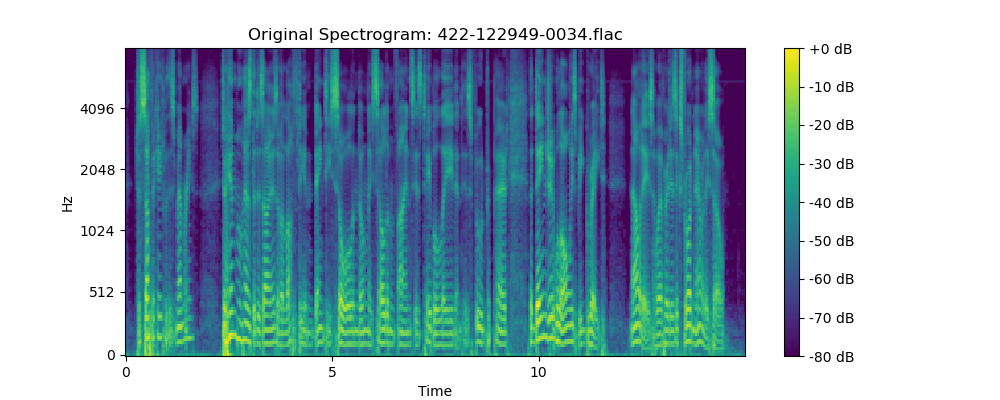 Original Spectrogram: 422-122949-0034.flac
4096
2048
1024
512
0
Hz
0 5 10
Time
+0 dB
-10 dB
-20 dB
-30 dB
-40 dB
-50 dB
-60 dB
-70 dB
-80 dB